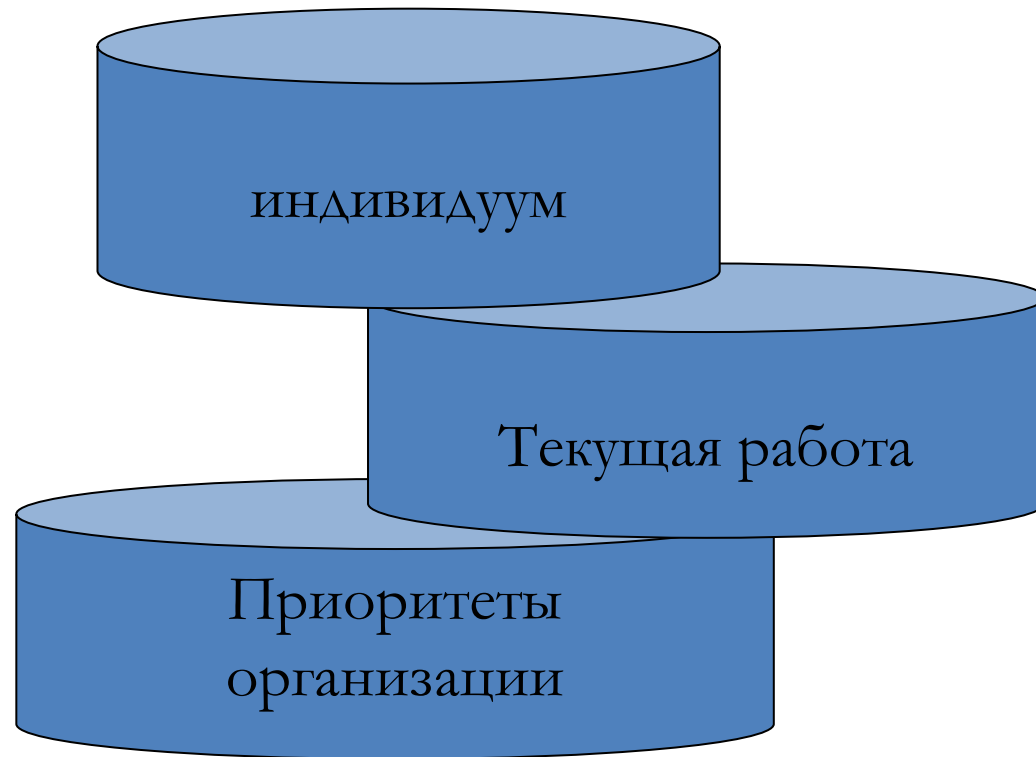 индивидуум
Текущая работа
Приоритеты
организации